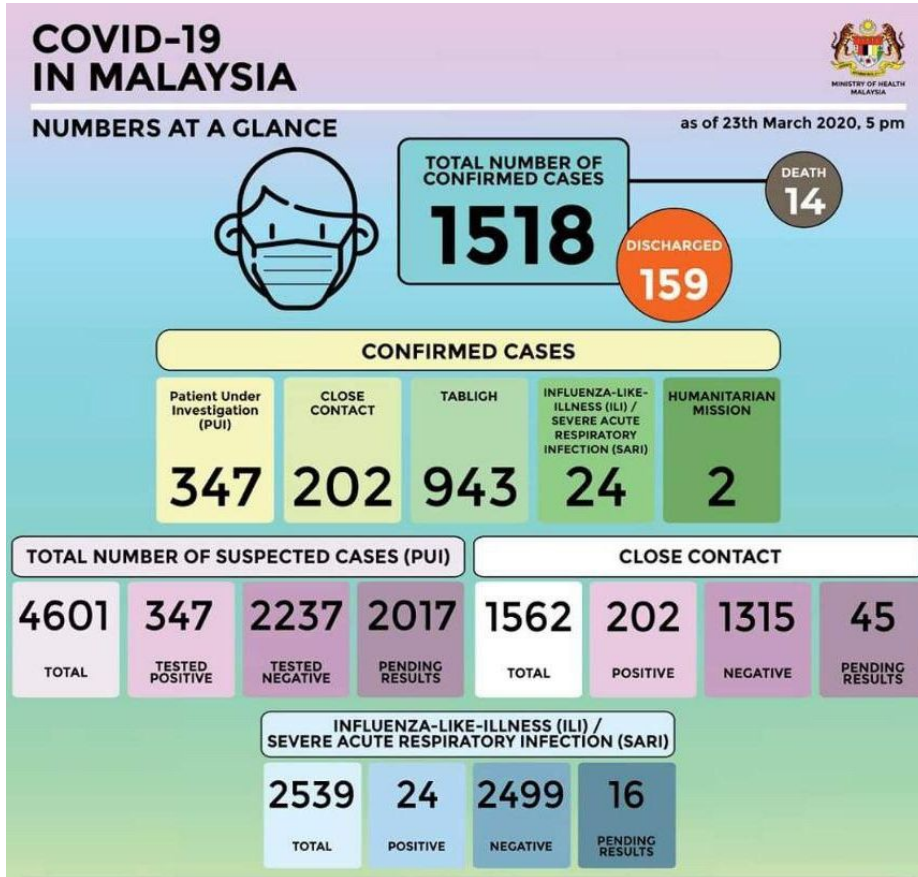 COVID-19
IN MALAYSIA
MINISTRY OF HEALTH
MALAYSIA
NUMBERS AT A GLANCE
as of 23th March 2020, 5 pm
TOTAL NUMBER OF
CONFIRMED CASES
1518
DEATH
14
DISCHARGED
159
CONFIRMED CASES
Patient Under
Investigation
(PUI)
347
CLOSE
CONTACT
202
TABLIGH
943
INFLUENZA-LIKE-
ILLNESS (ILI) /
SEVERE ACUTE
RESPIRATORY
INFECTION (SARI)
24
HUMANITARIAN
MISSION
2
TOTAL NUMBER OF SUSPECTED CASES (PUI)
4601
TOTAL
347
TESTED
POSITIVE
2237
TESTED
NEGATIVE
2017
PENDING
RESULTS
CLOSE CONTACT
1562
TOTAL
202
POSITIVE
1315
NEGATIVE
45
PENDING
RESULTS
INFLUENZA-LIKE-ILLNESS (ILI) /
SEVERE ACUTE RESPIRATORY INFECTION (SARI)
2539
TOTAL
24
POSITIVE
2499
NEGATIVE
16
PENDING
RESULTS